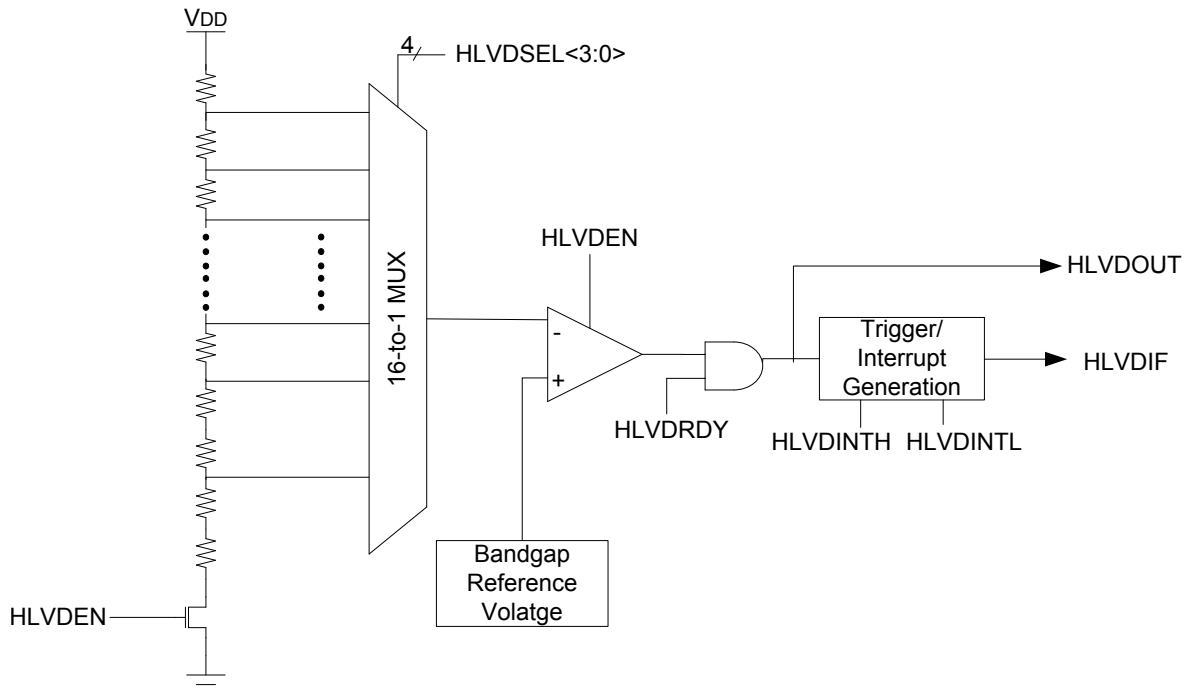 VDD
4
HLVDSEL<3:0>
16-to-1 MUX
HLVDEN
-
+
HLVDRDY
HLVDOUT
Trigger/
Interrupt
Generation
HLVDIF
HLVDINTH
HLVDINTL
Bandgap
Reference
Volatge
HLVDEN